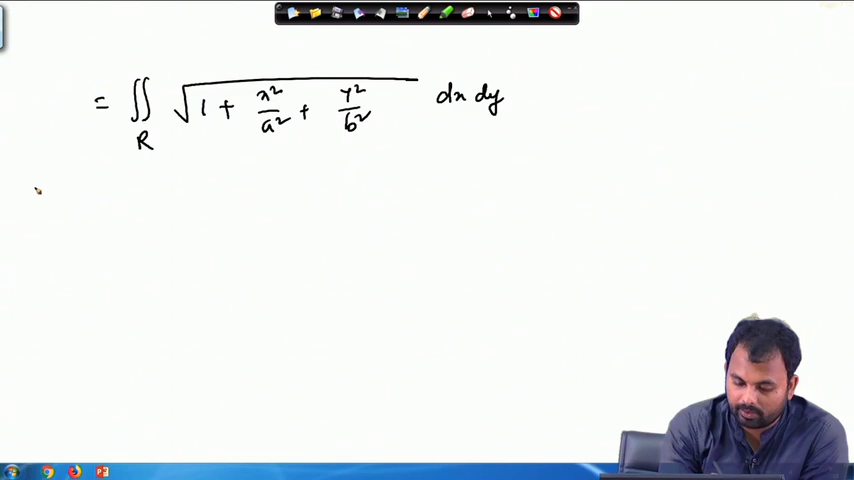 = ∬_R √(1 + x²/a² + y²/b²) dx dy